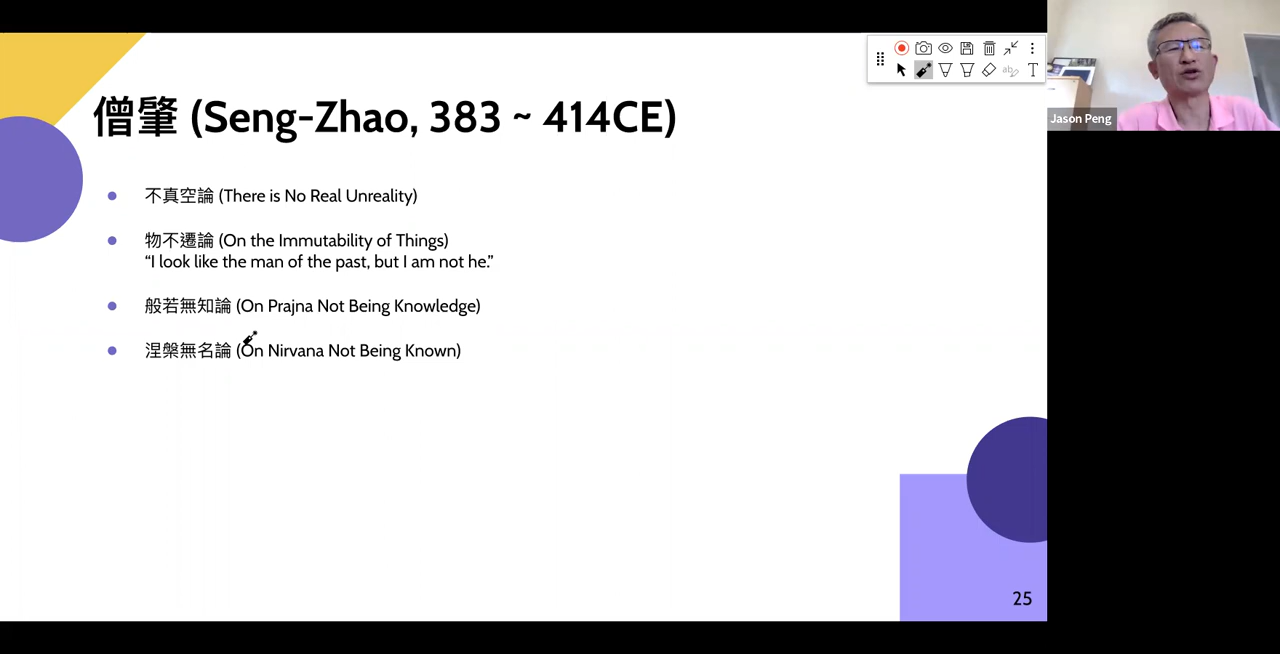 僧肇 (Seng-Zhao, 383 ~ 414CE)
不真空論 (There is No Real Unreality)
物不遷論 (On the Immutability of Things)
“I look like the man of the past, but I am not he.”
般若無知論 (On Prajna Not Being Knowledge)
涅槃無名論 (On Nirvana Not Being Known)
25
Jason Peng